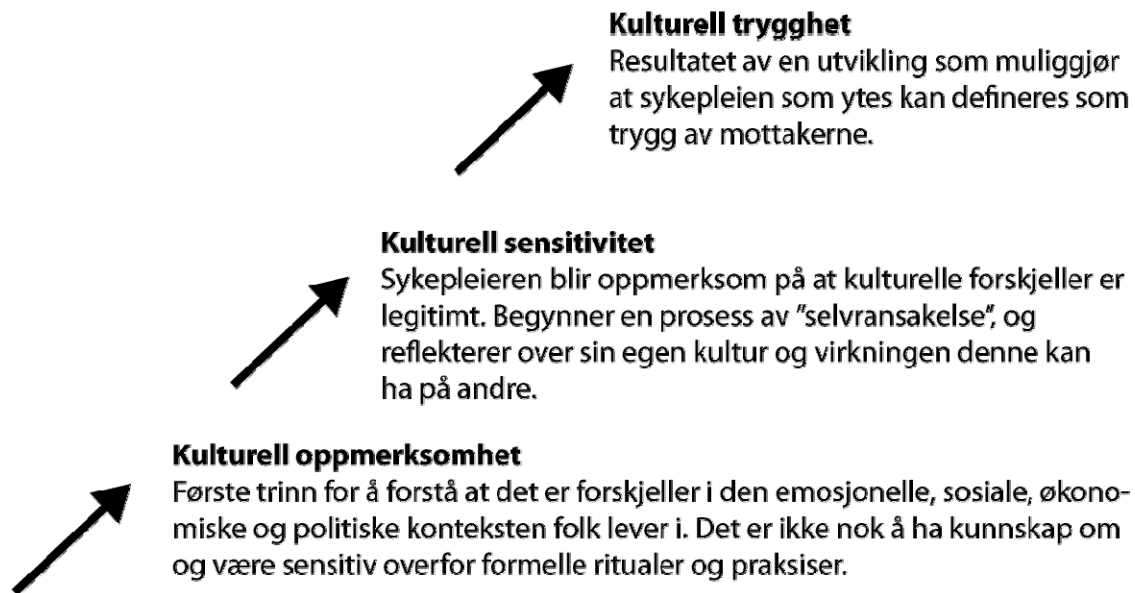 Kulturell trygghet
Resultatet av en utvikling som muliggjør
at sykepleien som ytes kan defineres som
trygg av mottakerne.
Kulturell sensitivitet
Sykepleieren blir oppmerksom på at kulturelle forskjeller er
legitimt. Begynner en prosess av ”selvransakelse”, og
reflekterer over sin egen kultur og virkningen denne kan
ha på andre.
Kulturell oppmerksomhet
Første trinn for å forstå at det er forskjeller i den emosjonelle, sosiale, økono-
miske og politiske konteksten folk lever i. Det er ikke nok å ha kunnskap om
og være sensitiv overfor formelle ritualer og praksiser.